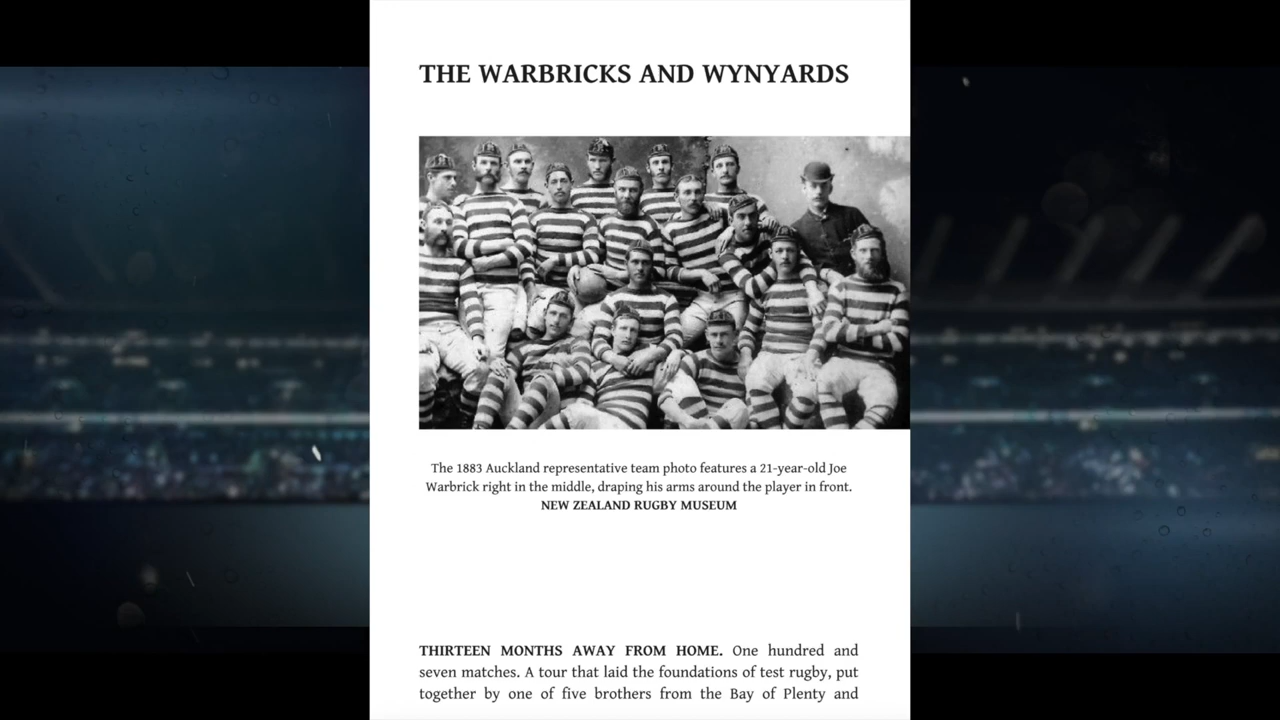 THE WARBRICKS AND WYNYARDS
The 1883 Auckland representative team photo features a 21-year-old Joe
Warbrick right in the middle, draping his arms around the player in front.
NEW ZEALAND RUGBY MUSEUM
THIRTEEN MONTHS AWAY FROM HOME. One hundred and
seven matches. A tour that laid the foundations of test rugby, put
together by one of five brothers from the Bay of Plenty and